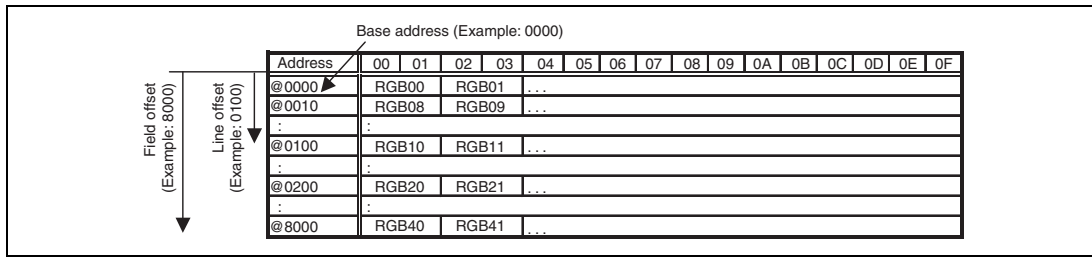 Base address (Example: 0000)
Address 00 01 02 03 04 05 06 07 08 09 0A 0B 0C 0D 0E 0F
@0000 RGB00 RGB01 ...
@0010 RGB08 RGB09 ...
: :
@0100 RGB10 RGB11 ...
: :
@0200 RGB20 RGB21 ...
: :
@8000 RGB40 RGB41 ...
Field offset
(Example: 8000)
Line offset
(Example: 0100)